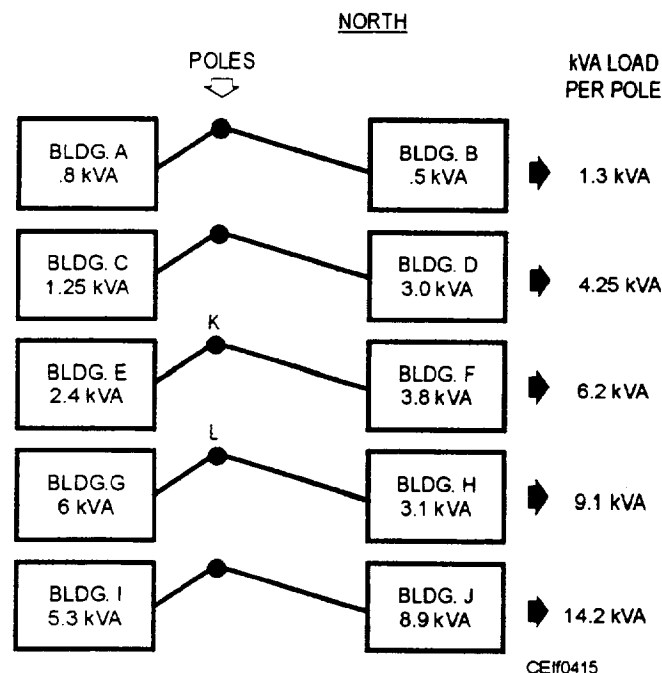 NORTH
POLES
kVA LOAD
PER POLE
BLDG. A
.8 kVA
BLDG. B
.5 kVA
1.3 kVA
BLDG. C
1.25 kVA
BLDG. D
3.0 kVA
4.25 kVA
K
BLDG. E
2.4 kVA
BLDG. F
3.8 kVA
6.2 kVA
L
BLDG.G
6 kVA
BLDG. H
3.1 kVA
9.1 kVA
BLDG. I
5.3 kVA
BLDG. J
8.9 kVA
14.2 kVA
CEtf0415